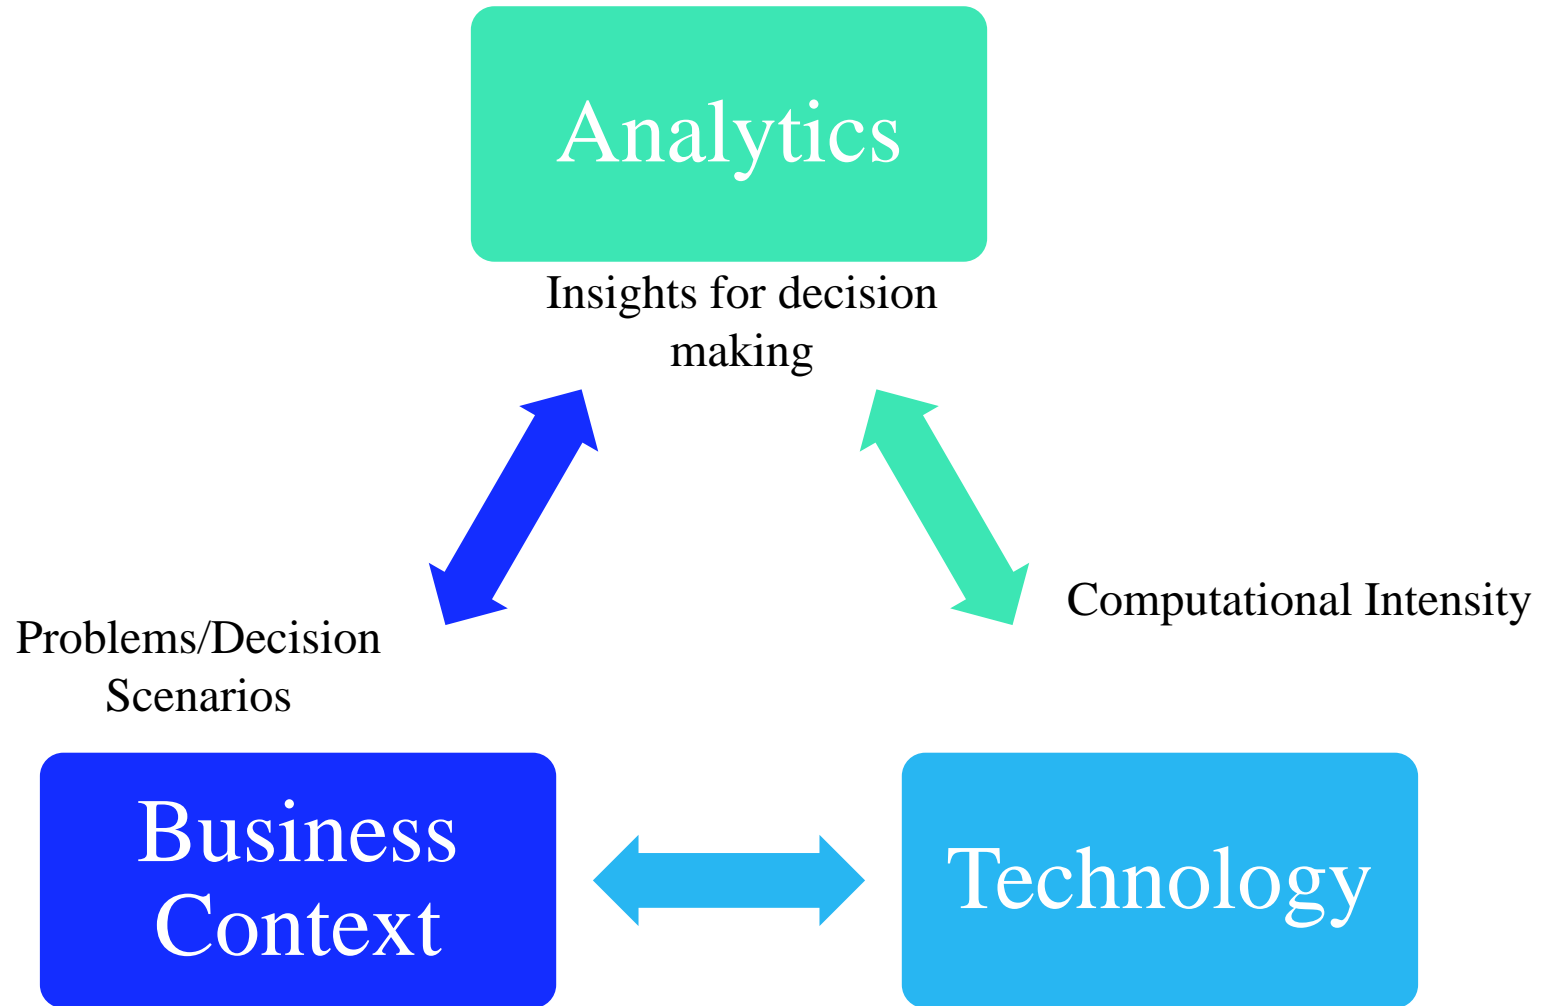 Analytics
Insights for decision
making
Computational Intensity
Problems/Decision
Scenarios
Business
Context
Technology